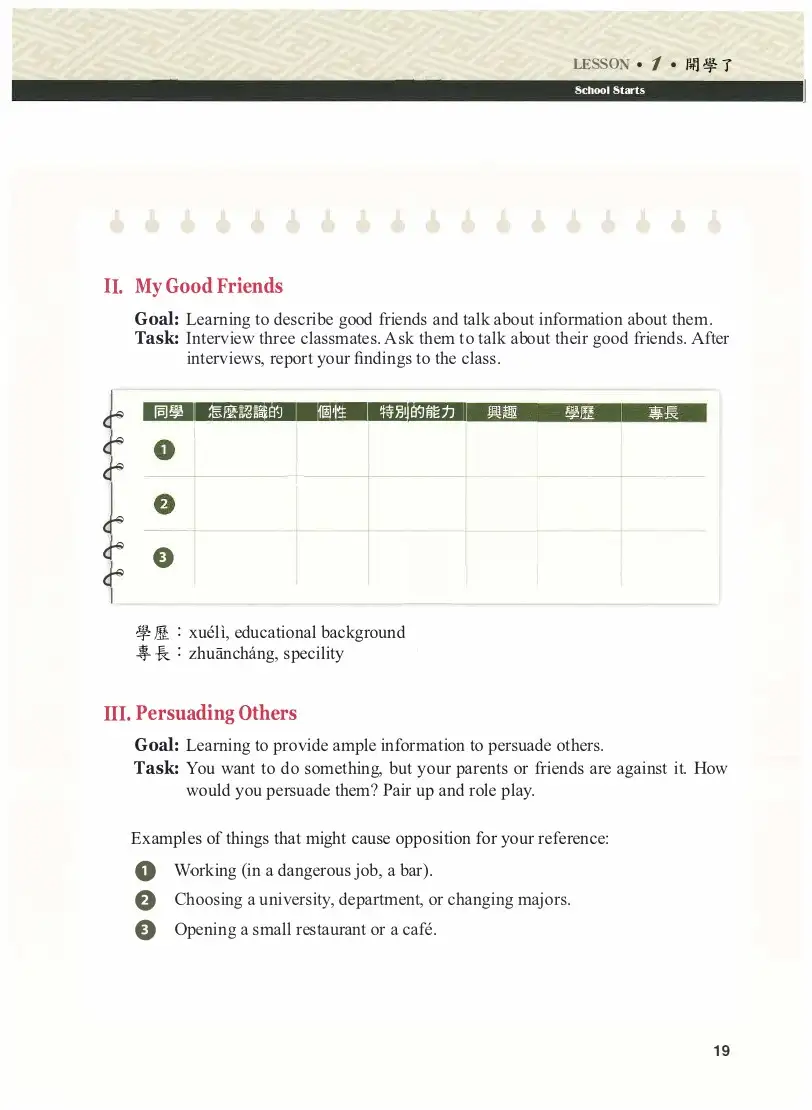 LESSON • 1 • 開學了
School Starts
II. My Good Friends
Goal: Learning to describe good friends and talk about information about them.
Task: Interview three classmates. Ask them to talk about their good friends. After
interviews, report your findings to the class.
同學 怎麼認識的 個性 特別的能力 興趣 學歷 專長
1
2
3
學歷：xuélì, educational background
專長：zhuāncháng, specility
III. Persuading Others
Goal: Learning to provide ample information to persuade others.
Task: You want to do something, but your parents or friends are against it. How
would you persuade them? Pair up and role play.
Examples of things that might cause opposition for your reference:
1 Working (in a dangerous job, a bar).
2 Choosing a university, department, or changing majors.
3 Opening a small restaurant or a café.
19